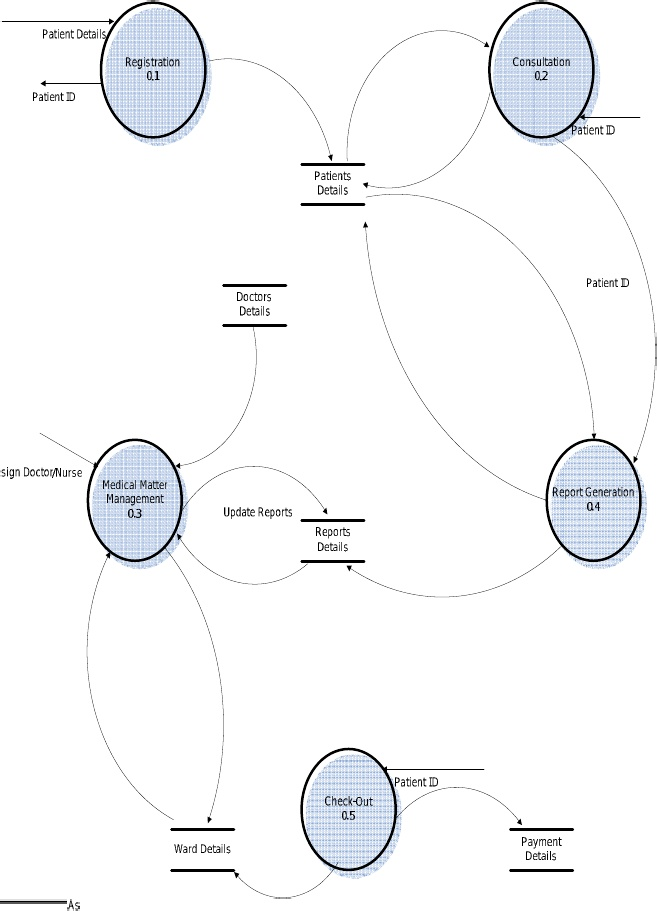 Patient Details
Registration
0.1
Patient ID
Consultation
0.2
Patient ID
Patients
Details
Patient ID
Doctors
Details
sign Doctor/Nurse
Medical Matter
Management
0.3
Update Reports
Reports
Details
Report Generation
0.4
Patient ID
Check-Out
0.5
Ward Details
Payment
Details
As